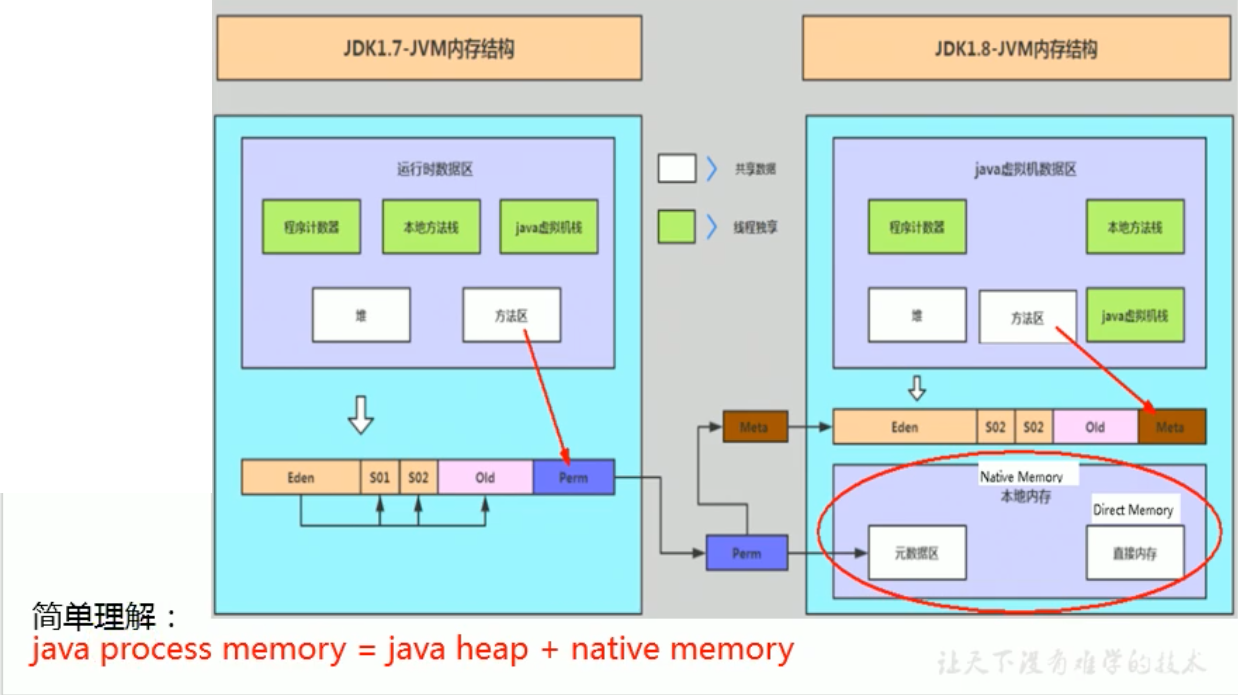 JDK1.7-JVM内存结构
JDK1.8-JVM内存结构
运行时数据区
程序计数器
本地方法栈
java虚拟机栈
堆
方法区
共享数据
线程独享
java虚拟机数据区
程序计数器
本地方法栈
堆
方法区
java虚拟机栈
Eden
S01
S02
Old
Perm
Meta
Perm
Eden
S02
S02
Old
Meta
Native Memory
本地内存
Direct Memory
元数据区
直接内存
简单理解：
java process memory = java heap + native memory
让天下没有难学的技术